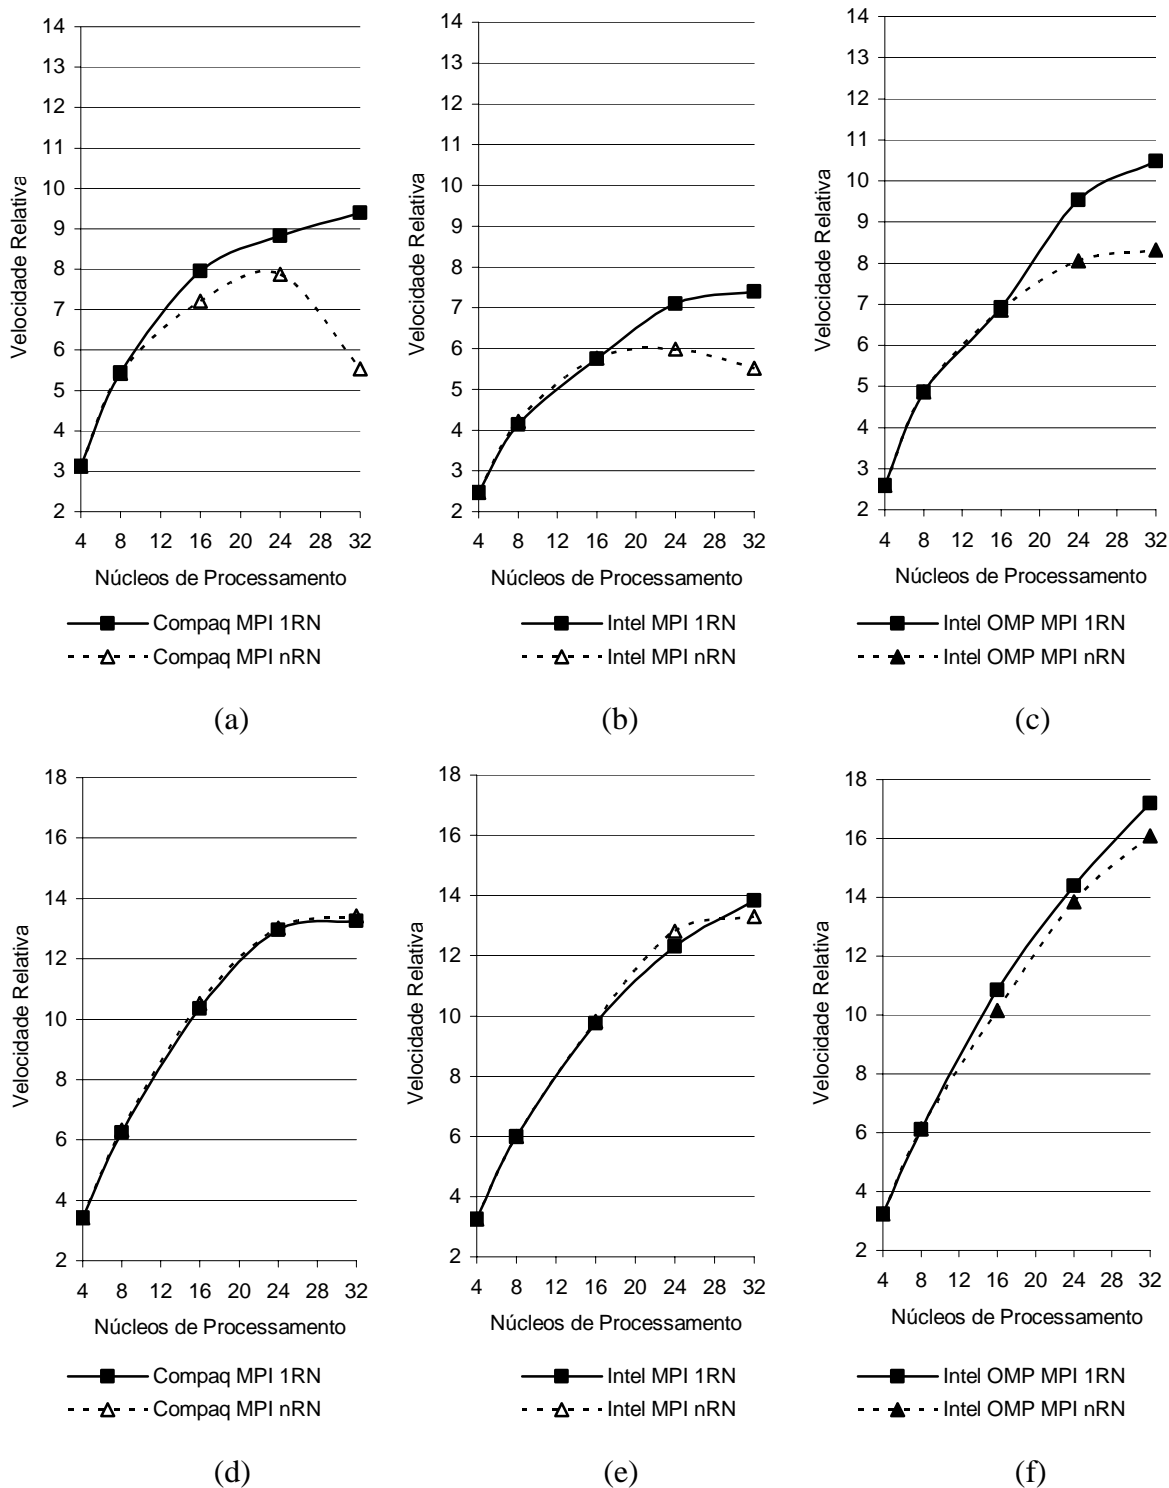 14
13
12
11
10
9
8
7
6
5
4
3
2
Velocidade Relativa
4 8 12 16 20 24 28 32
Núcleos de Processamento
Compaq MPI 1RN
Compaq MPI nRN
(a)
14
13
12
11
10
9
8
7
6
5
4
3
2
Velocidade Relativa
4 8 12 16 20 24 28 32
Núcleos de Processamento
Intel MPI 1RN
Intel MPI nRN
(b)
14
13
12
11
10
9
8
7
6
5
4
3
2
Velocidade Relativa
4 8 12 16 20 24 28 32
Núcleos de Processamento
Intel OMP MPI 1RN
Intel OMP MPI nRN
(c)
18
16
14
12
10
8
6
4
2
Velocidade Relativa
4 8 12 16 20 24 28 32
Núcleos de Processamento
Compaq MPI 1RN
Compaq MPI nRN
(d)
18
16
14
12
10
8
6
4
2
Velocidade Relativa
4 8 12 16 20 24 28 32
Núcleos de Processamento
Intel MPI 1RN
Intel MPI nRN
(e)
18
16
14
12
10
8
6
4
2
Velocidade Relativa
4 8 12 16 20 24 28 32
Núcleos de Processamento
Intel OMP MPI 1RN
Intel OMP MPI nRN
(f)